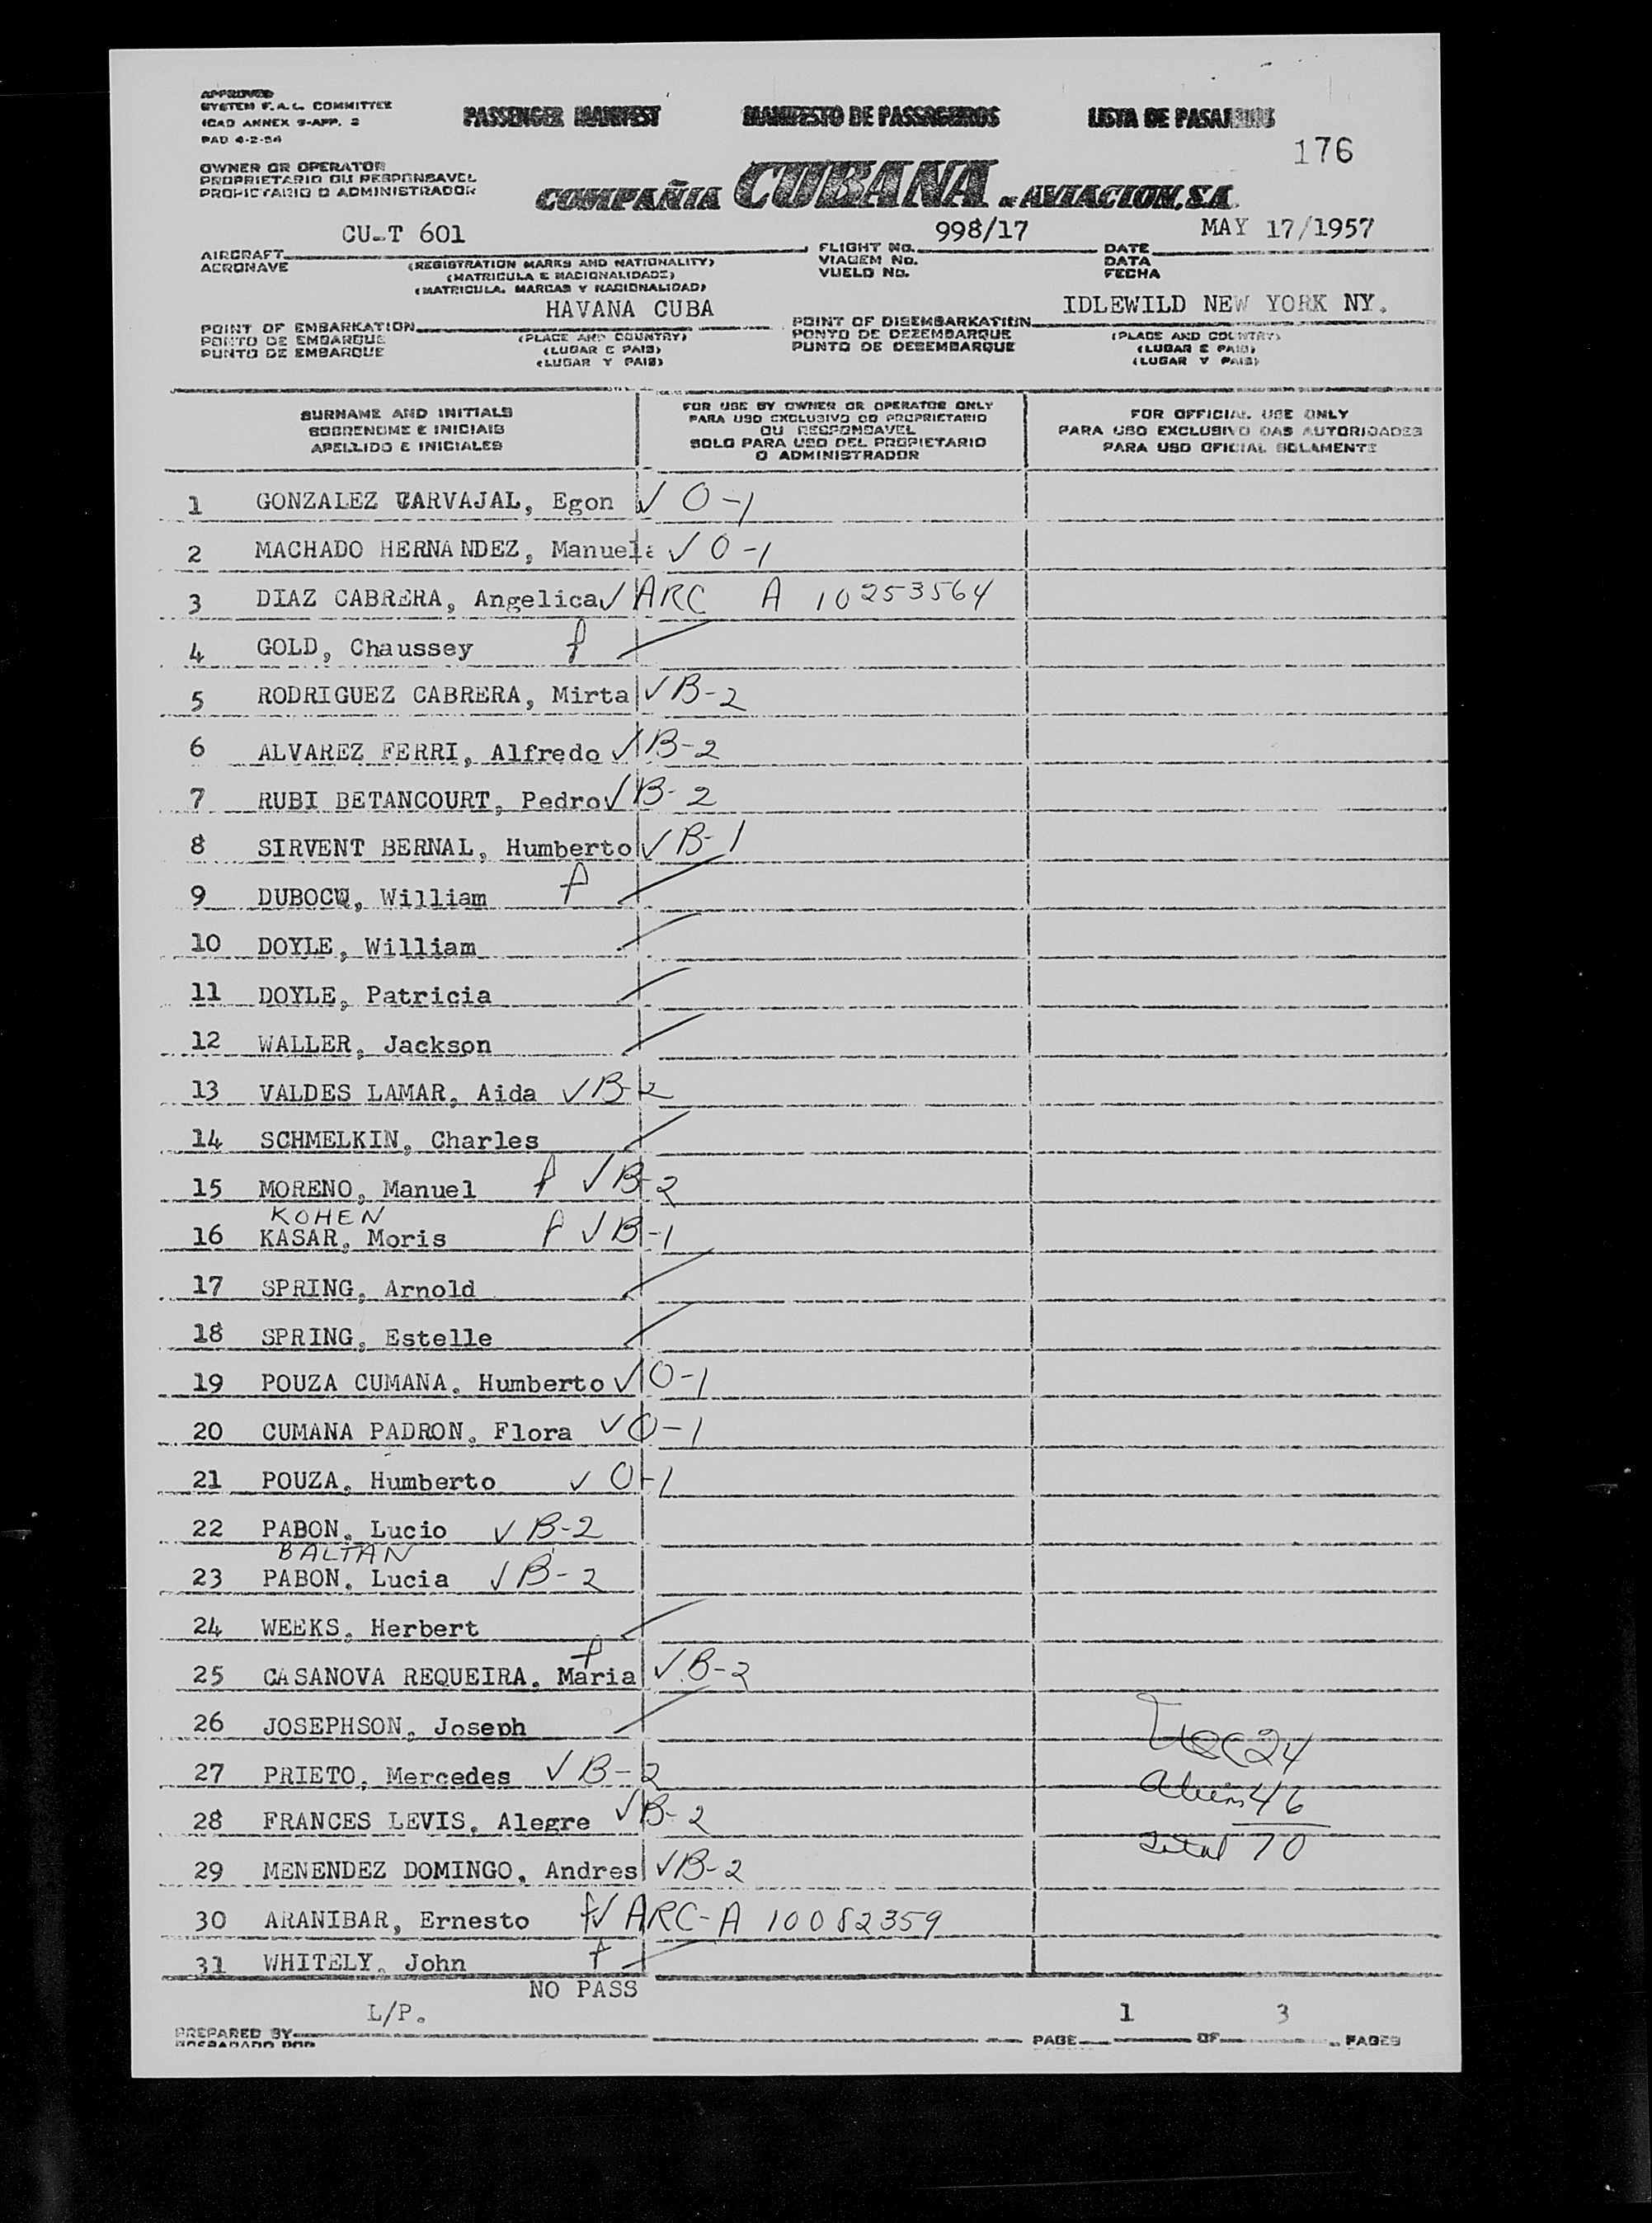 APPROVED
SYSTEM F.A.L. COMMITTEE
ICAO ANNEX 9-APP. 2
PAD 4-2-54
PASSENGER MANIFEST MANIFESTO DE PASSAGEIROS LISTA DE PASAJEROS
176
OWNER OR OPERATOR
PROPRIETARIO OU RESPONSAVEL
PROPIETARIO O ADMINISTRADOR
COMPAÑIA CUBANA DE AVIACION, S.A.
CU-T 601 998/17 MAY 17/1957
AIRCRAFT FLIGHT No. DATE
AERONAVE (REGISTRATION MARKS AND NATIONALITY) VIAGEM No. DATA
(MATRICULA E NACIONALIDADE) VUELO No. FECHA
(MATRICULA, MARCAS Y NACIONALIDAD)
HAVANA CUBA IDLEWILD NEW YORK NY.
POINT OF EMBARKATION POINT OF DISEMBARKATION
PONTO DE EMBARQUE (PLACE AND COUNTRY) PONTO DE DEZEMBARQUE (PLACE AND COUNTRY)
PUNTO DE EMBARQUE (LUGAR E PAIS) PUNTO DE DESEMBARQUE (LUGAR E PAIS)
(LUGAR Y PAIS) (LUGAR Y PAIS)
SURNAME AND INITIALS
SOBRENOME E INICIAIS
APELLIDO E INICIALES
FOR USE BY OWNER OR OPERATOR ONLY
PARA USO EXCLUSIVO DO PROPRIETARIO
OU RESPONSAVEL
SOLO PARA USO DEL PROPIETARIO
O ADMINISTRADOR
FOR OFFICIAL USE ONLY
PARA USO EXCLUSIVO DAS AUTORIDADES
PARA USO OFICIAL SOLAMENTE
1 GONZALEZ CARVAJAL, Egon ✓ O-1
2 MACHADO HERNANDEZ, Manuela ✓ O-1
3 DIAZ CABRERA, Angelica ✓ ARC A 10253564
4 GOLD, Chaussey
5 RODRIGUEZ CABRERA, Mirta ✓ B-2
6 ALVAREZ FERRI, Alfredo ✓ B-2
7 RUBI BETANCOURT, Pedro ✓ B-2
8 SIRVENT BERNAL, Humberto ✓ B-1
9 DUBOCQ, William
10 DOYLE, William
11 DOYLE, Patricia
12 WALLER, Jackson
13 VALDES LAMAR, Aida ✓ B-2
14 SCHMELKIN, Charles
15 MORENO, Manuel ✓ B-2
KOHEN
16 KASAR, Moris ✓ B-1
17 SPRING, Arnold
18 SPRING, Estelle
19 POUZA CUMANA, Humberto ✓ O-1
20 CUMANA PADRON, Flora ✓ O-1
21 POUZA, Humberto ✓ O-1
22 PABON, Lucio ✓ B-2
BALTAN
23 PABON, Lucia ✓ B-2
24 WEEKS, Herbert
25 CASANOVA REQUEIRA, Maria ✓ B-2
26 JOSEPHSON, Joseph
27 PRIETO, Mercedes ✓ B-2
28 FRANCES LEVIS, Alegre ✓ B-2
29 MENENDEZ DOMINGO, Andres ✓ B-2
30 ARANIBAR, Ernesto ✓ ARC-A 10082359
31 WHITELY, John
24
Aliens 46
Total 70
NO PASS
L/P. 1 3
PREPARED BY PAGE OF PAGES
PREPARADO POR